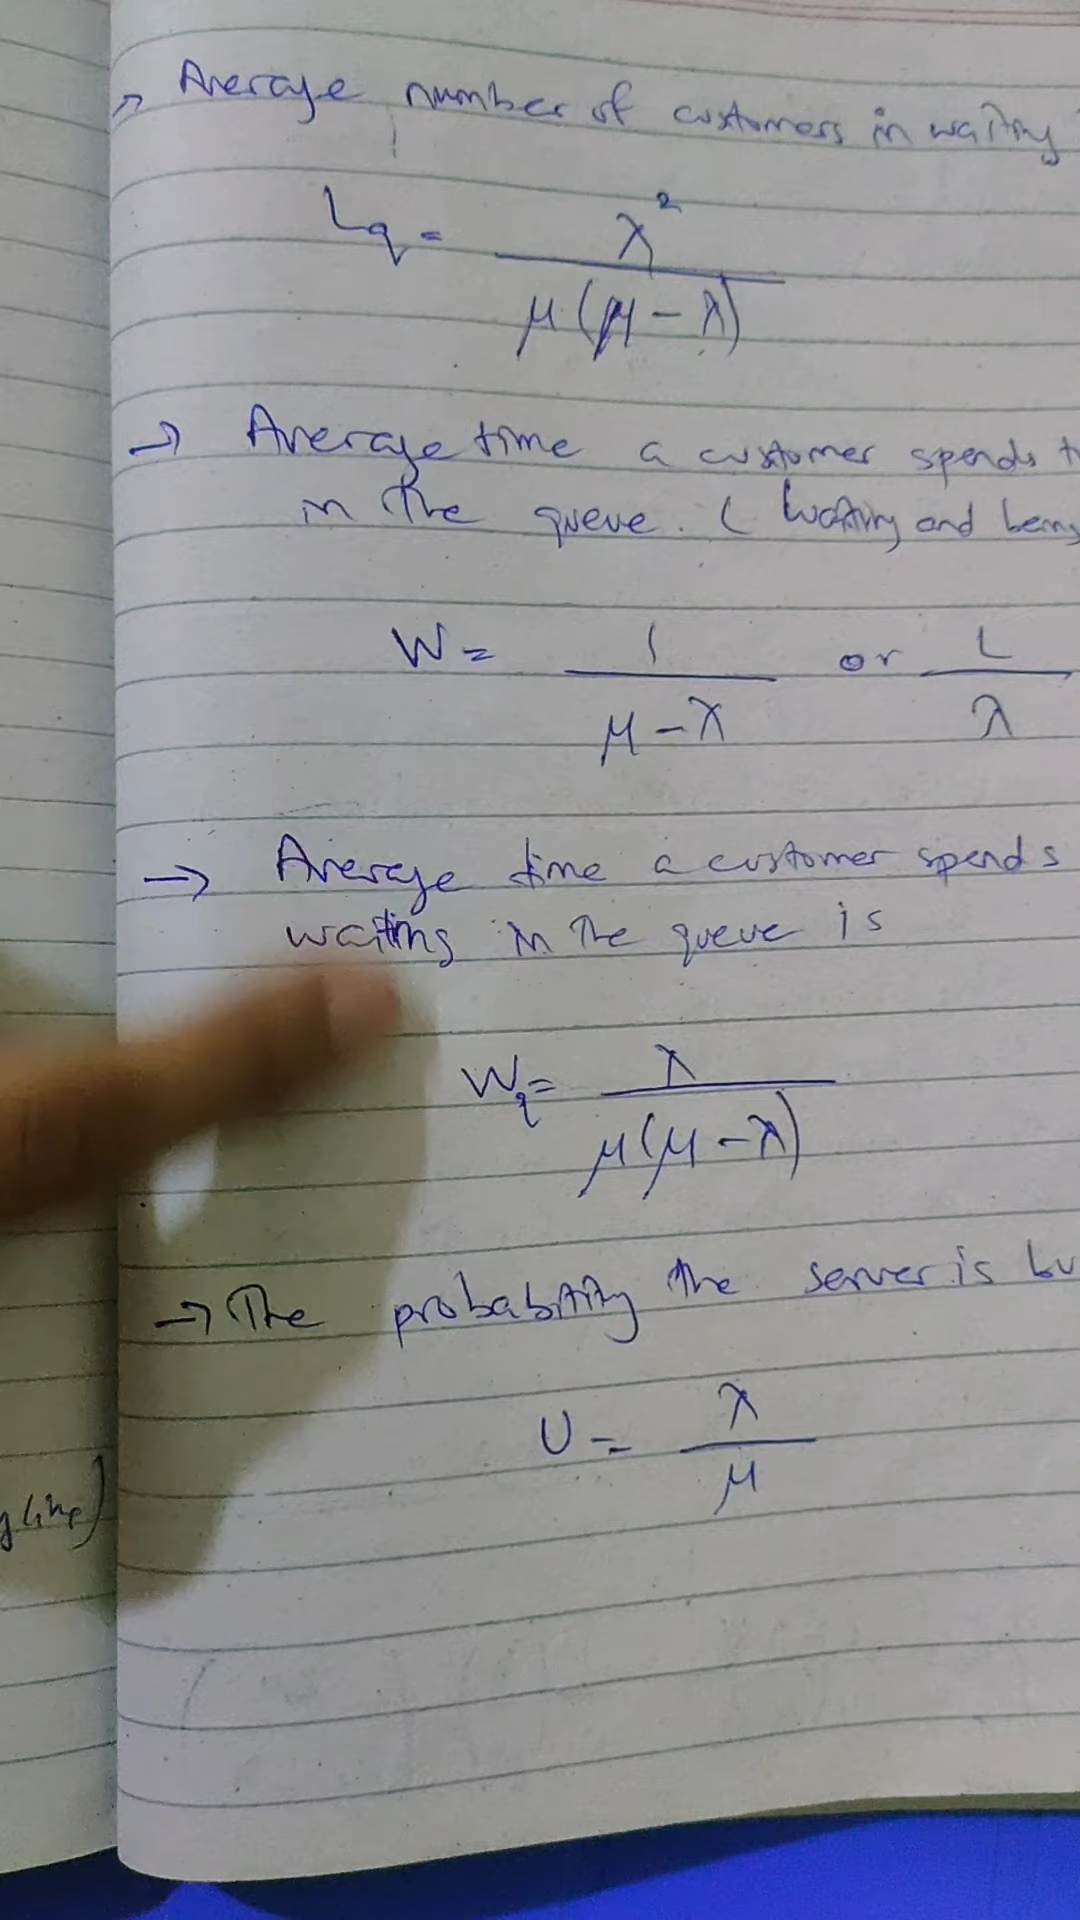 → Average number of customers in waiting
Lq = λ² / μ(μ - λ)
→ Average time a customer spends
in the queue. ( Waiting and being
W = 1 / μ - λ or L / λ
→ Average time a customer spends
waiting in the queue is
Wq = λ / μ(μ - λ)
→ The probability the server is
U = λ / μ
line)